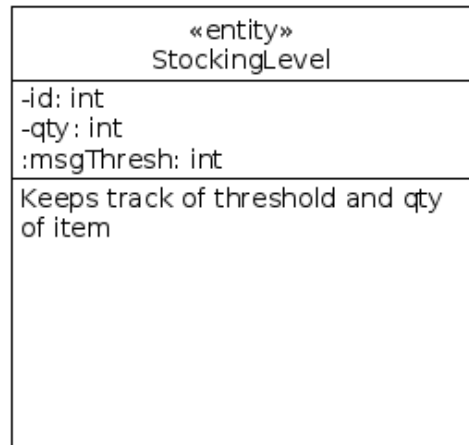 «entity»
StockingLevel
-id: int
-qty: int
:msgThresh: int
Keeps track of threshold and qty
of item